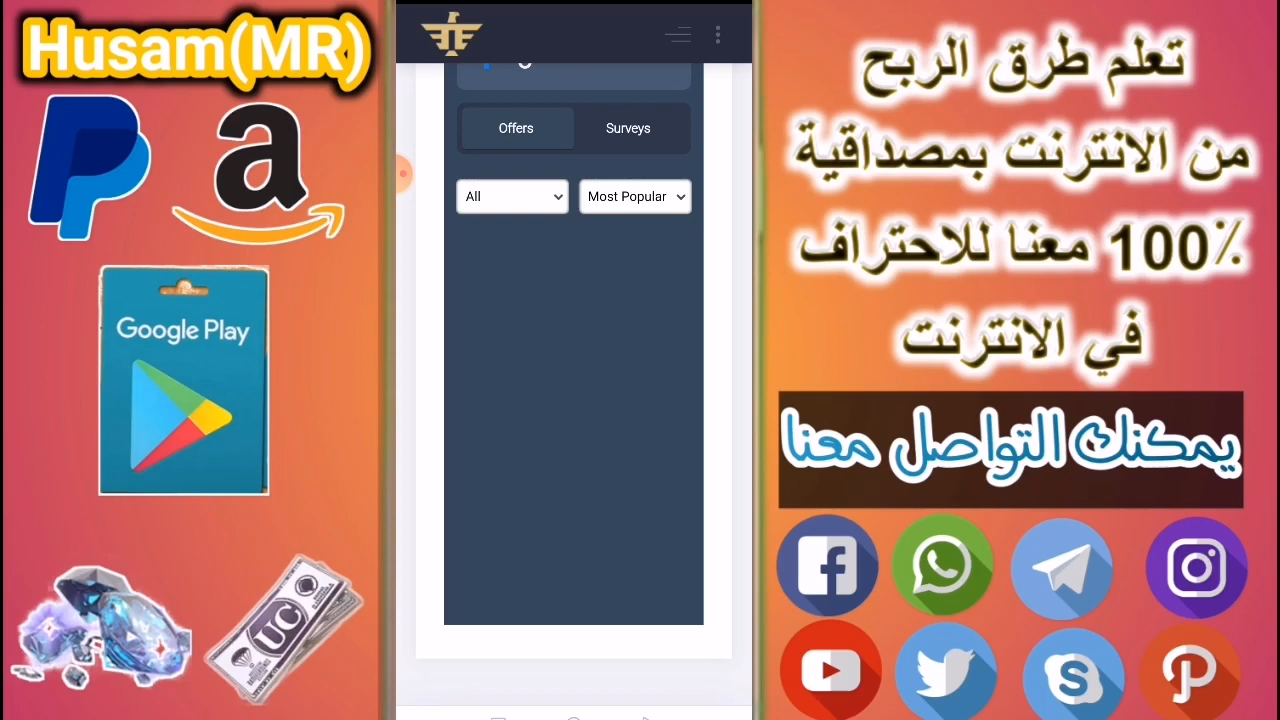 Husam(MR)
Google Play
UC
Offers
Surveys
All
Most Popular
تعلم طرق الربح
من الانترنت بمصداقية
100٪ معنا للاحتراف
في الانترنت
يمكنك التواصل معنا